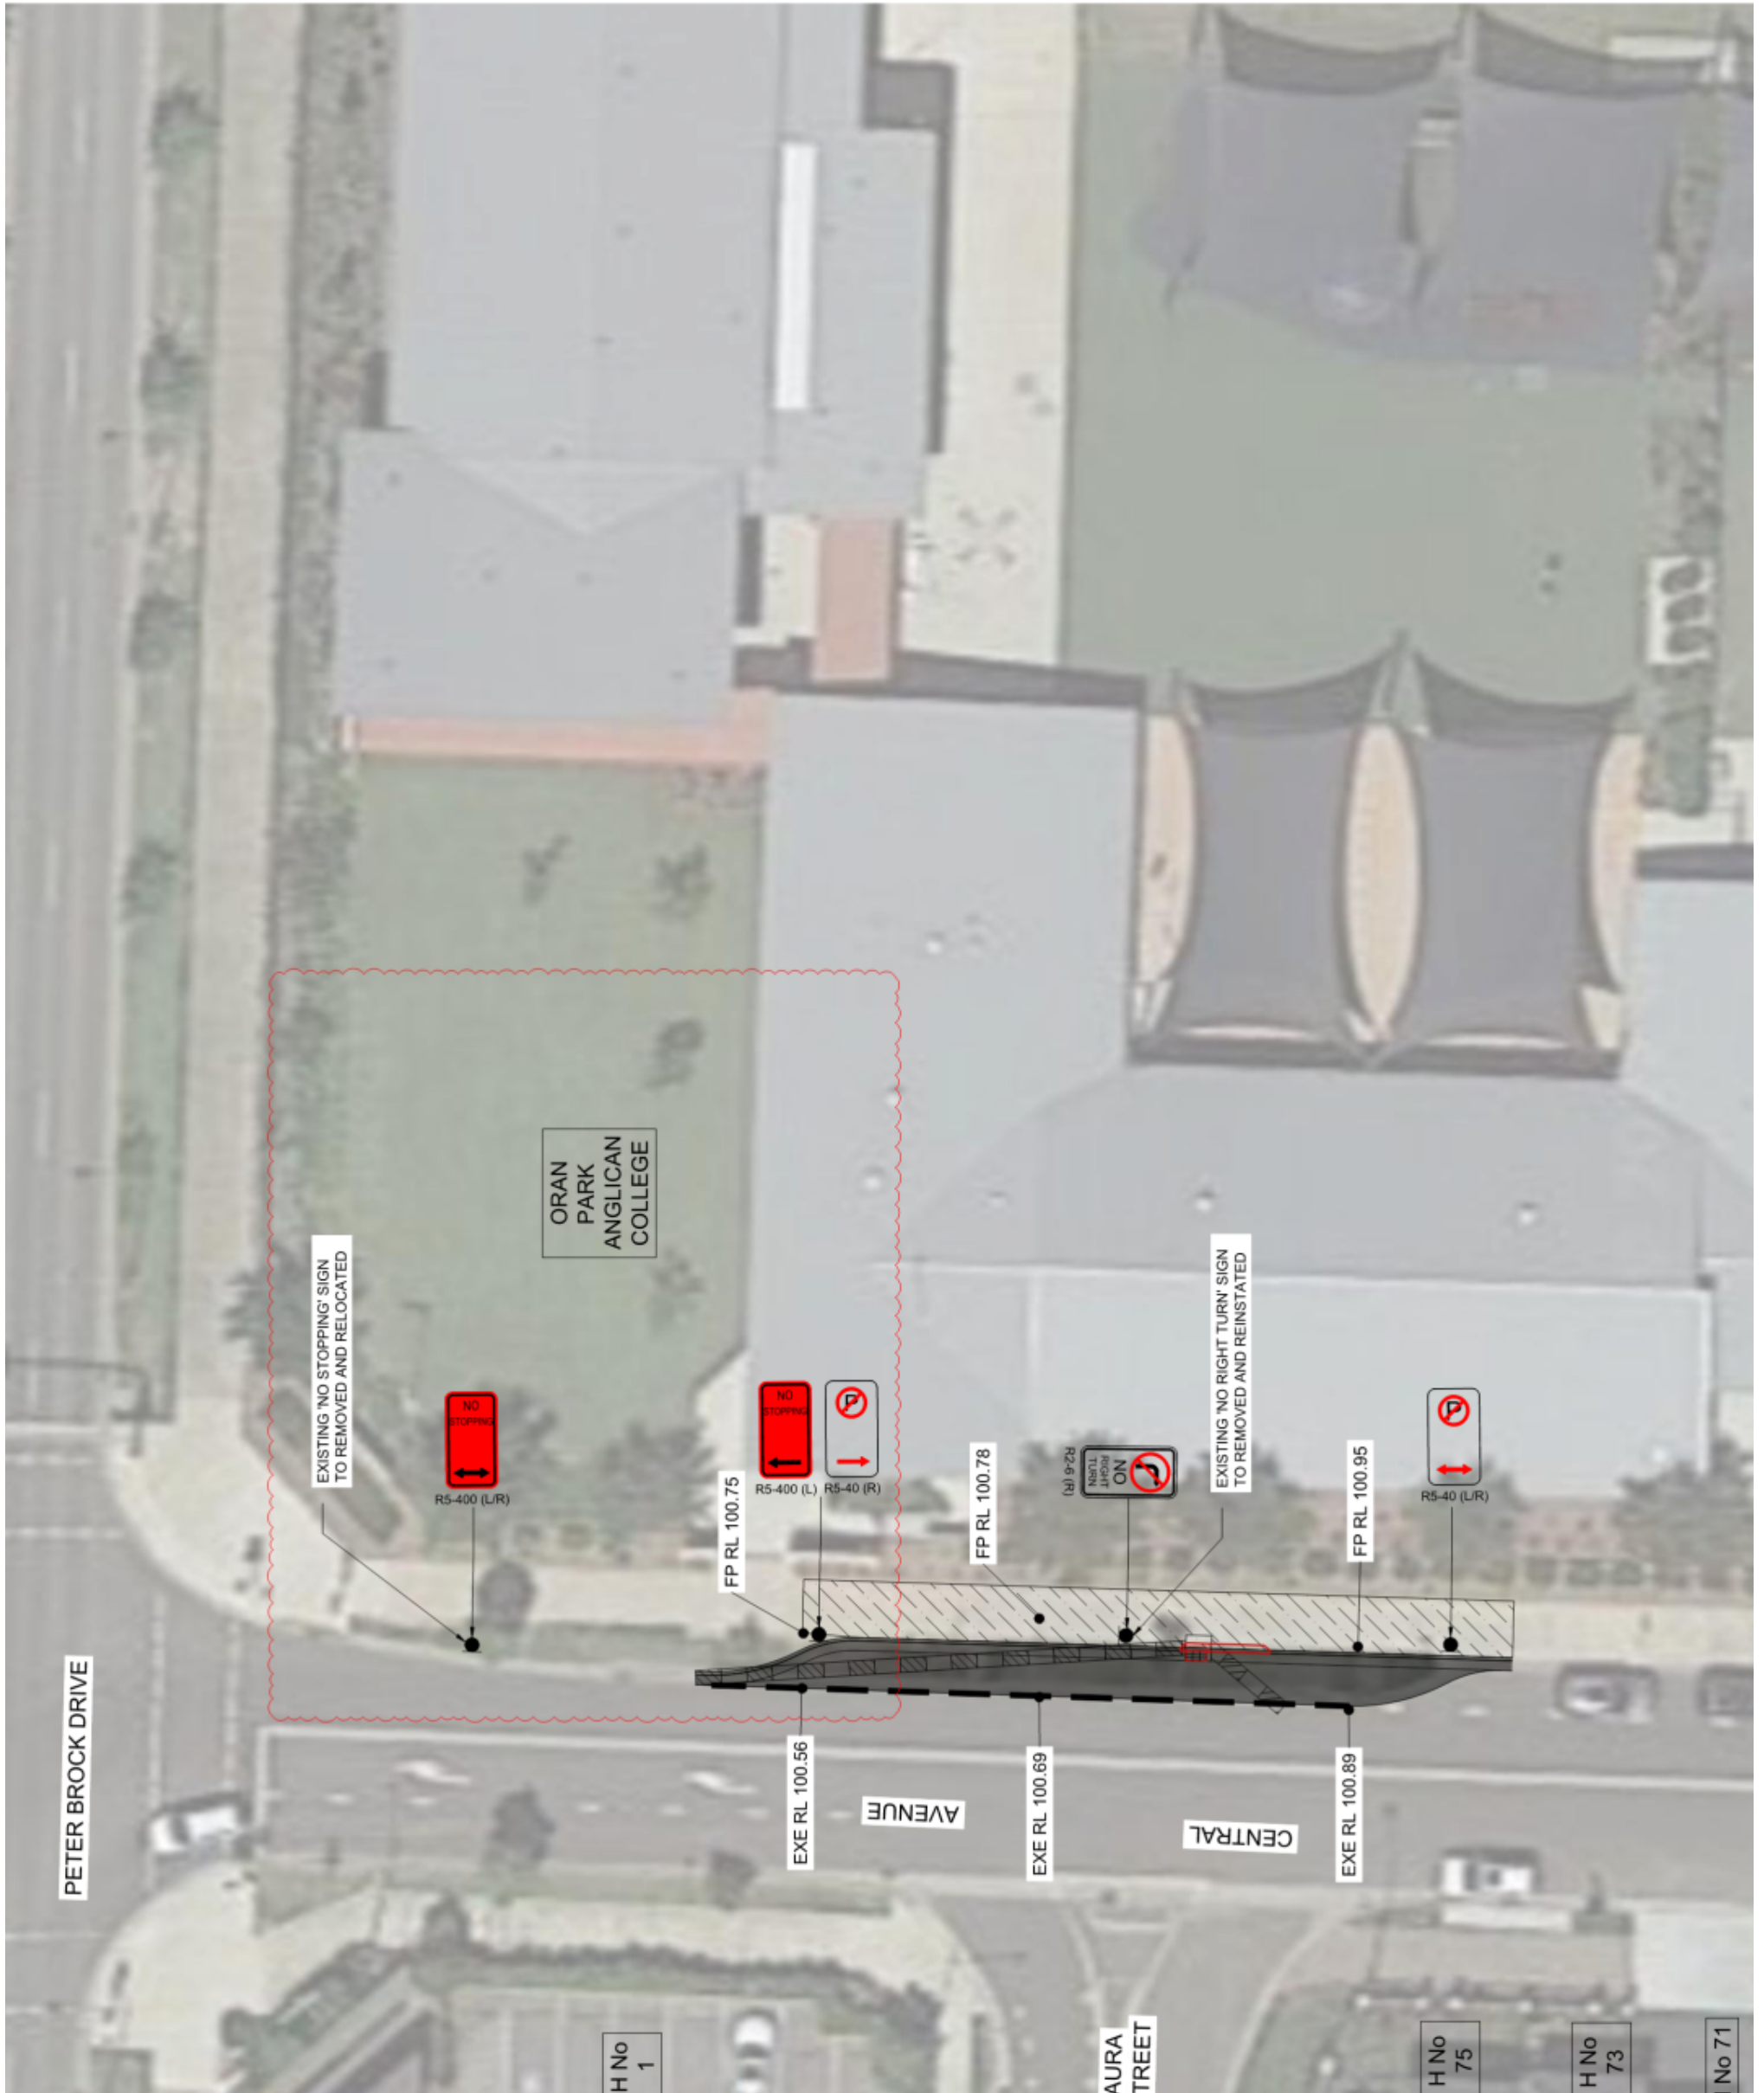 PETER BROCK DRIVE
EXISTING 'NO STOPPING' SIGN
TO REMOVED AND RELOCATED
NO
STOPPING
R5-400 (L/R)
ORAN
PARK
ANGLICAN
COLLEGE
FP RL 100.75
NO
STOPPING
R5-400 (L)
P
R5-40 (R)
FP RL 100.78
NO
RIGHT
TURN
R2-6 (R)
EXISTING 'NO RIGHT TURN' SIGN
TO REMOVED AND REINSTATED
FP RL 100.95
P
R5-40 (L/R)
EXE RL 100.56
AVENUE
EXE RL 100.69
CENTRAL
EXE RL 100.89
H No
1
AURA
TREET
H No
75
H No
73
No 71